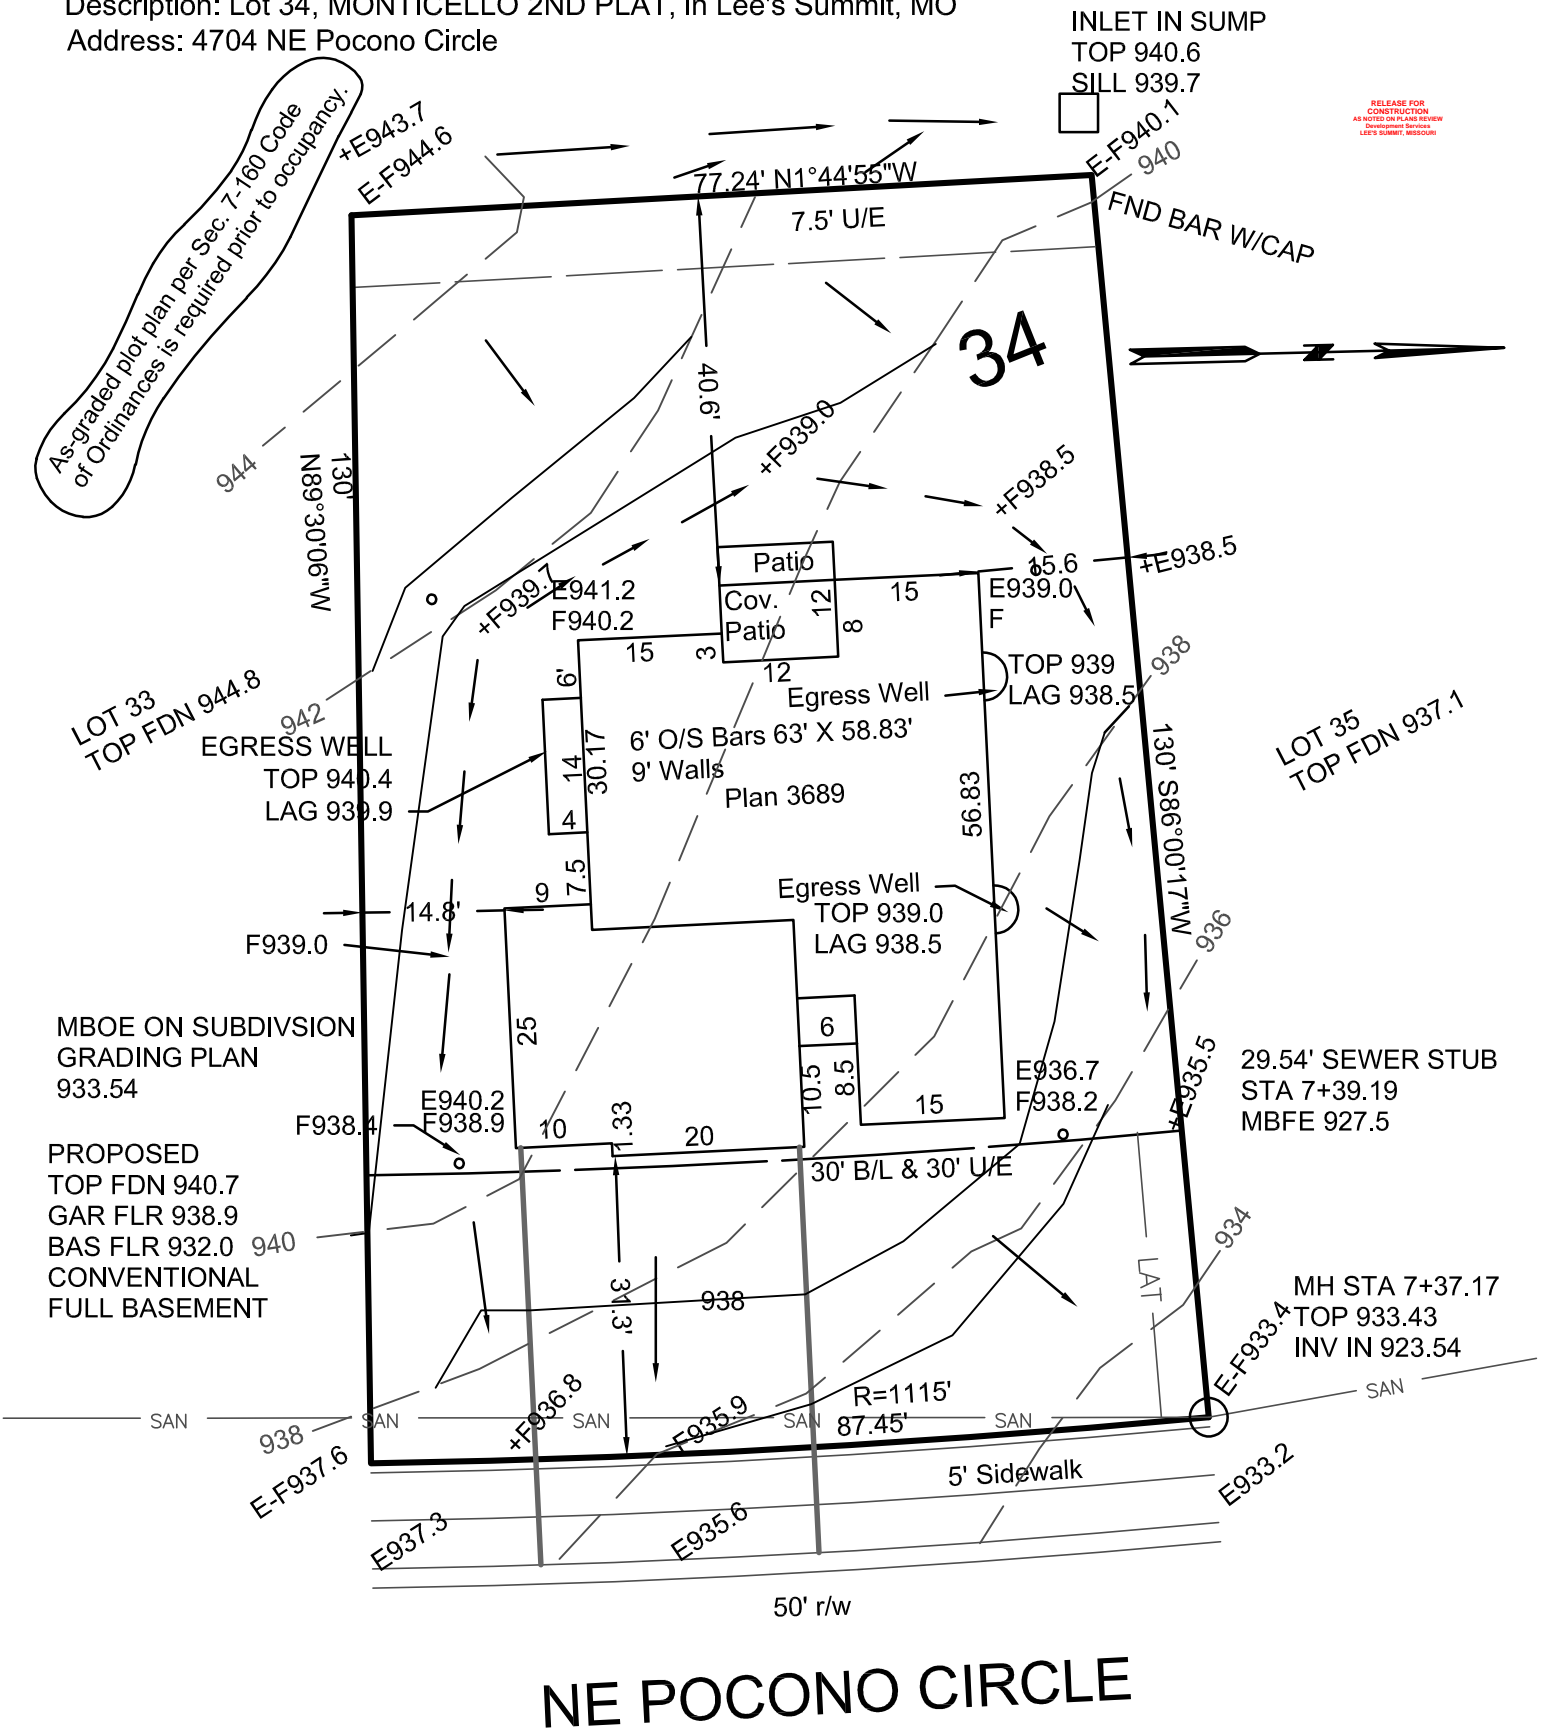 Description: Lot 34, MONTICELLO 2ND PLAT, in Lee's Summit, MO
Address: 4704 NE Pocono Circle
INLET IN SUMP
TOP 940.6
SILL 939.7
RELEASE FOR
CONSTRUCTION
AS NOTED ON PLANS REVIEW
Development Services
LEE'S SUMMIT, MISSOURI
As-graded plot plan per Sec. 7-160 Code
of Ordinances is required prior to occupancy.
+E943.7
E-F944.6
E-F940.1
940
77.24' N1°44'55"W
7.5' U/E
FND BAR W/CAP
34
N
40.6'
944
130'
N89°30'06"W
+F939.0
+F938.5
+E938.5
15.6
Patio
+F939.7
E941.2
F940.2
Cov.
Patio
12
8
15
E939.0
F
15
3
12
6'
TOP 939
LAG 938.5
938
Egress Well
LOT 33
TOP FDN 944.8
942
EGRESS WELL
TOP 940.4
LAG 939.9
6' O/S Bars 63' X 58.83'
9' Walls
Plan 3689
14
30.17
4
56.83
LOT 35
TOP FDN 937.1
130' S86°00'17"W
7.5
9
14.8'
Egress Well
TOP 939.0
LAG 938.5
936
F939.0
25
6
10.5
8.5
MBOE ON SUBDIVSION
GRADING PLAN
933.54
29.54' SEWER STUB
STA 7+39.19
MBFE 927.5
E936.7
F938.2
+E935.5
E940.2
F938.9
F938.4
10
1.33
20
15
30' B/L & 30' U/E
PROPOSED
TOP FDN 940.7
GAR FLR 938.9
BAS FLR 932.0
CONVENTIONAL
FULL BASEMENT
940
934
LAT
31.3'
938
MH STA 7+37.17
TOP 933.43
INV IN 923.54
E-F933.4
R=1115'
87.45'
SAN
SAN
SAN
SAN
SAN
SAN
+F936.8
F935.9
938
E-F937.6
5' Sidewalk
E933.2
E937.3
E935.6
50' r/w
NE POCONO CIRCLE